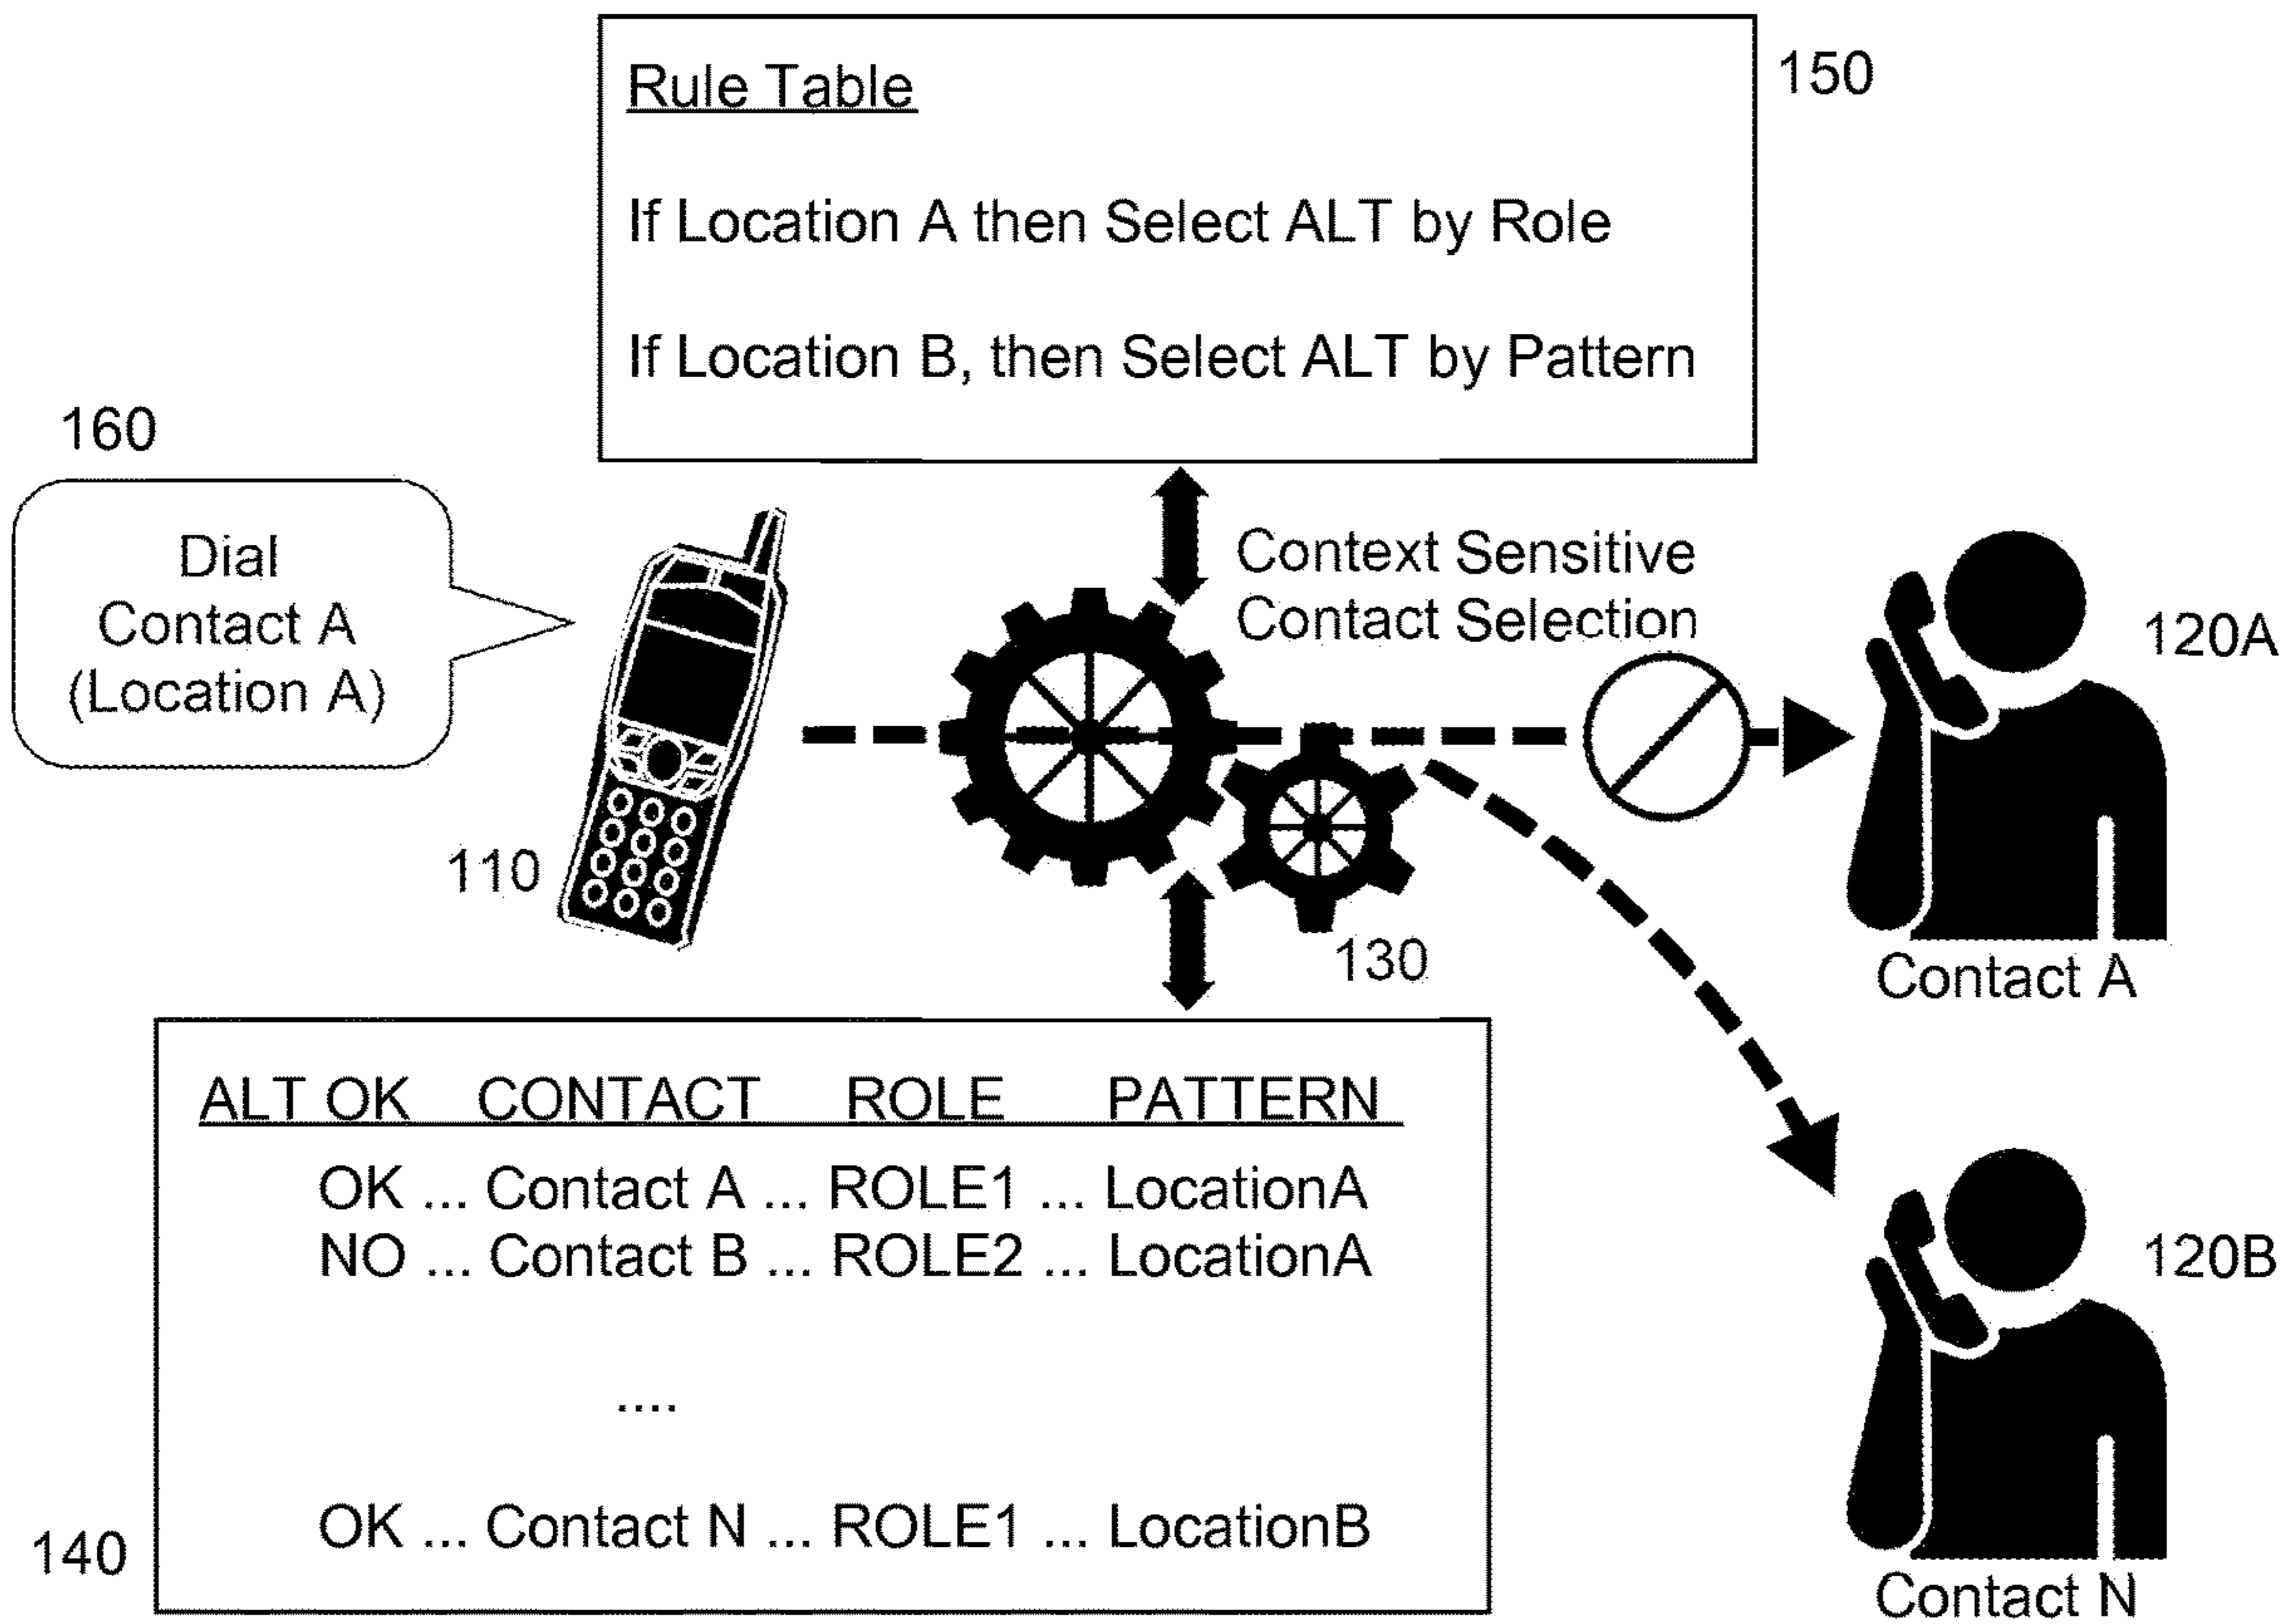 Rule Table
If Location A then Select ALT by Role
If Location B, then Select ALT by Pattern
150
160
Dial
Contact A
(Location A)
110
Context Sensitive
Contact Selection
130
120A
Contact A
ALT OK CONTACT ROLE PATTERN
OK ... Contact A ... ROLE1 ... LocationA
NO ... Contact B ... ROLE2 ... LocationA
....
OK ... Contact N ... ROLE1 ... LocationB
140
120B
Contact N